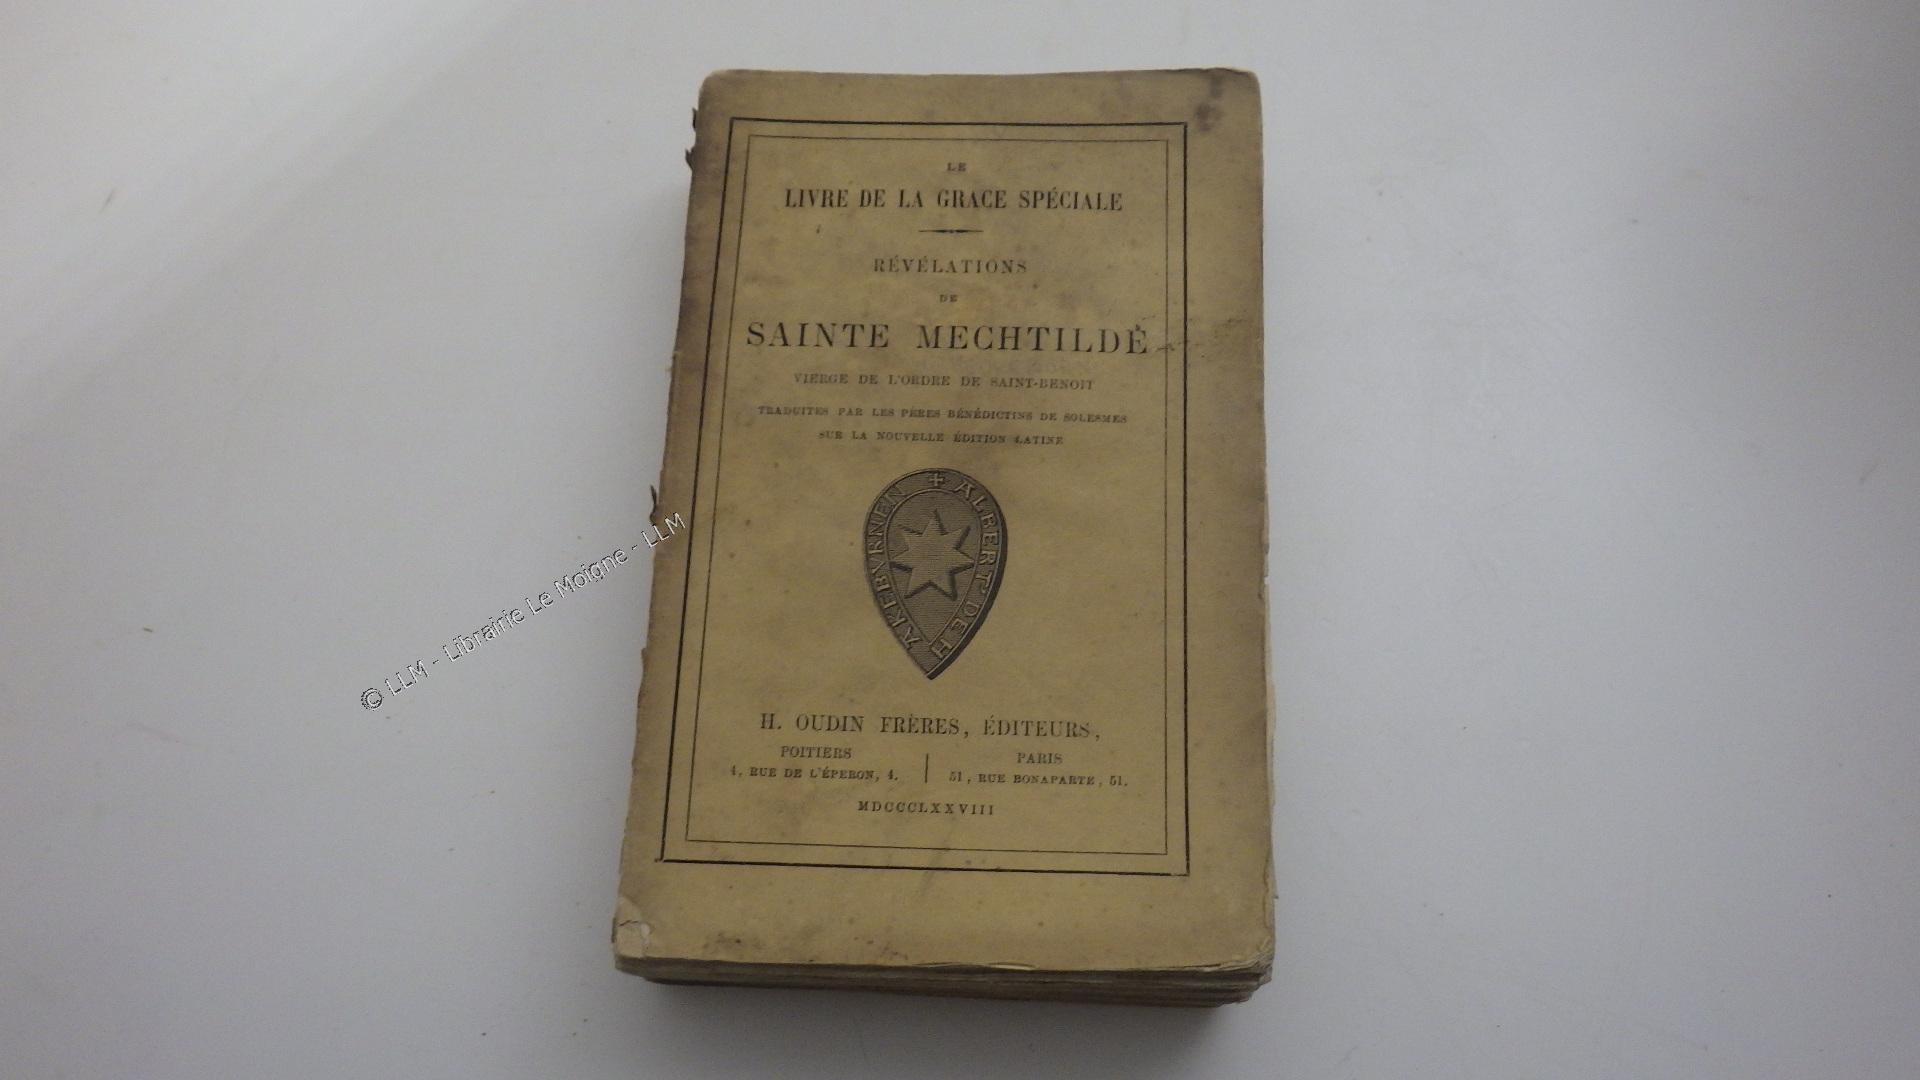 LE
LIVRE DE LA GRACE SPÉCIALE
RÉVÉLATIONS
DE
SAINTE MECHTILDE
VIERGE DE L'ORDRE DE SAINT-BENOIT
TRADUITES PAR LES PÈRES BÉNÉDICTINS DE SOLESMES
SUR LA NOUVELLE ÉDITION LATINE
+ ALBERT' DE H
AKEBVRNEN
H. OUDIN FRÈRES, ÉDITEURS,
POITIERS
4, RUE DE L'ÉPERON, 4.
PARIS
51, RUE BONAPARTE, 51.
MDCCCLXXVIII
© LLM - Librairie Le Moigne - LLM